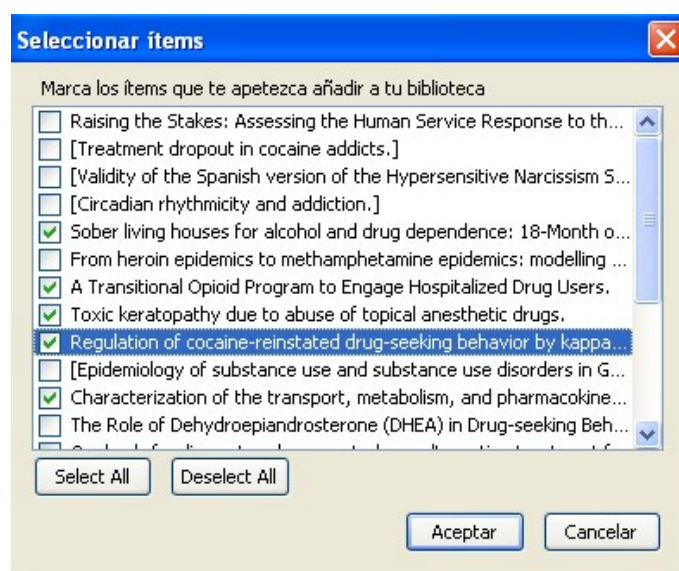 Seleccionar ítems
Marca los ítems que te apetezca añadir a tu biblioteca
Raising the Stakes: Assessing the Human Service Response to th...
[Treatment dropout in cocaine addicts.]
[Validity of the Spanish version of the Hypersensitive Narcissism S...
[Circadian rhythmicity and addiction.]
Sober living houses for alcohol and drug dependence: 18-Month o...
From heroin epidemics to methamphetamine epidemics: modelling ...
A Transitional Opioid Program to Engage Hospitalized Drug Users.
Toxic keratopathy due to abuse of topical anesthetic drugs.
Regulation of cocaine-reinstated drug-seeking behavior by kappa...
[Epidemiology of substance use and substance use disorders in G...
Characterization of the transport, metabolism, and pharmacokine...
The Role of Dehydroepiandrosterone (DHEA) in Drug-seeking Beh...
Select All
Deselect All
Aceptar
Cancelar